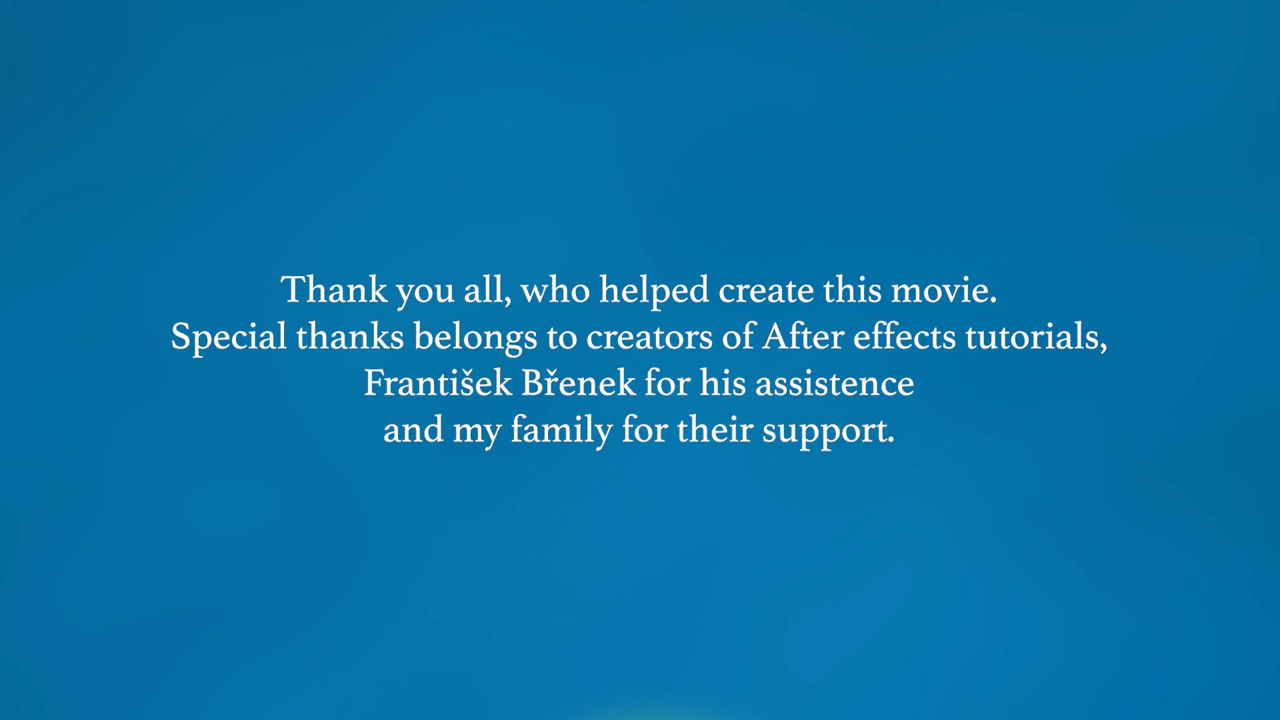 Thank you all, who helped create this movie.
Special thanks belongs to creators of After effects tutorials,
František Břenek for his assistence
and my family for their support.